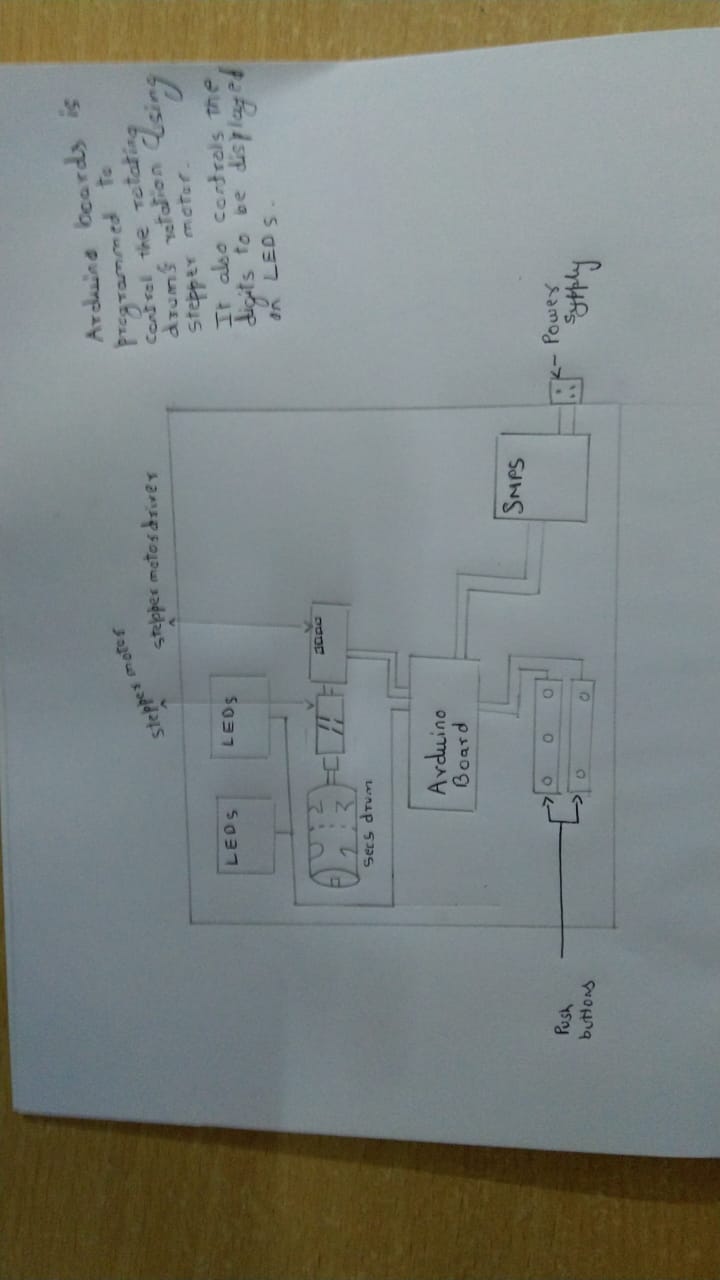 Arduino boards is
programmed to
control the rotating
drum's rotation using
stepper motor.
It also controls the
digits to be displayed
on LEDs.
stepper motor
stepper motor driver
LEDs
LEDs
secs drum
Arduino
Board
SMPS
Power
supply
Push
buttons